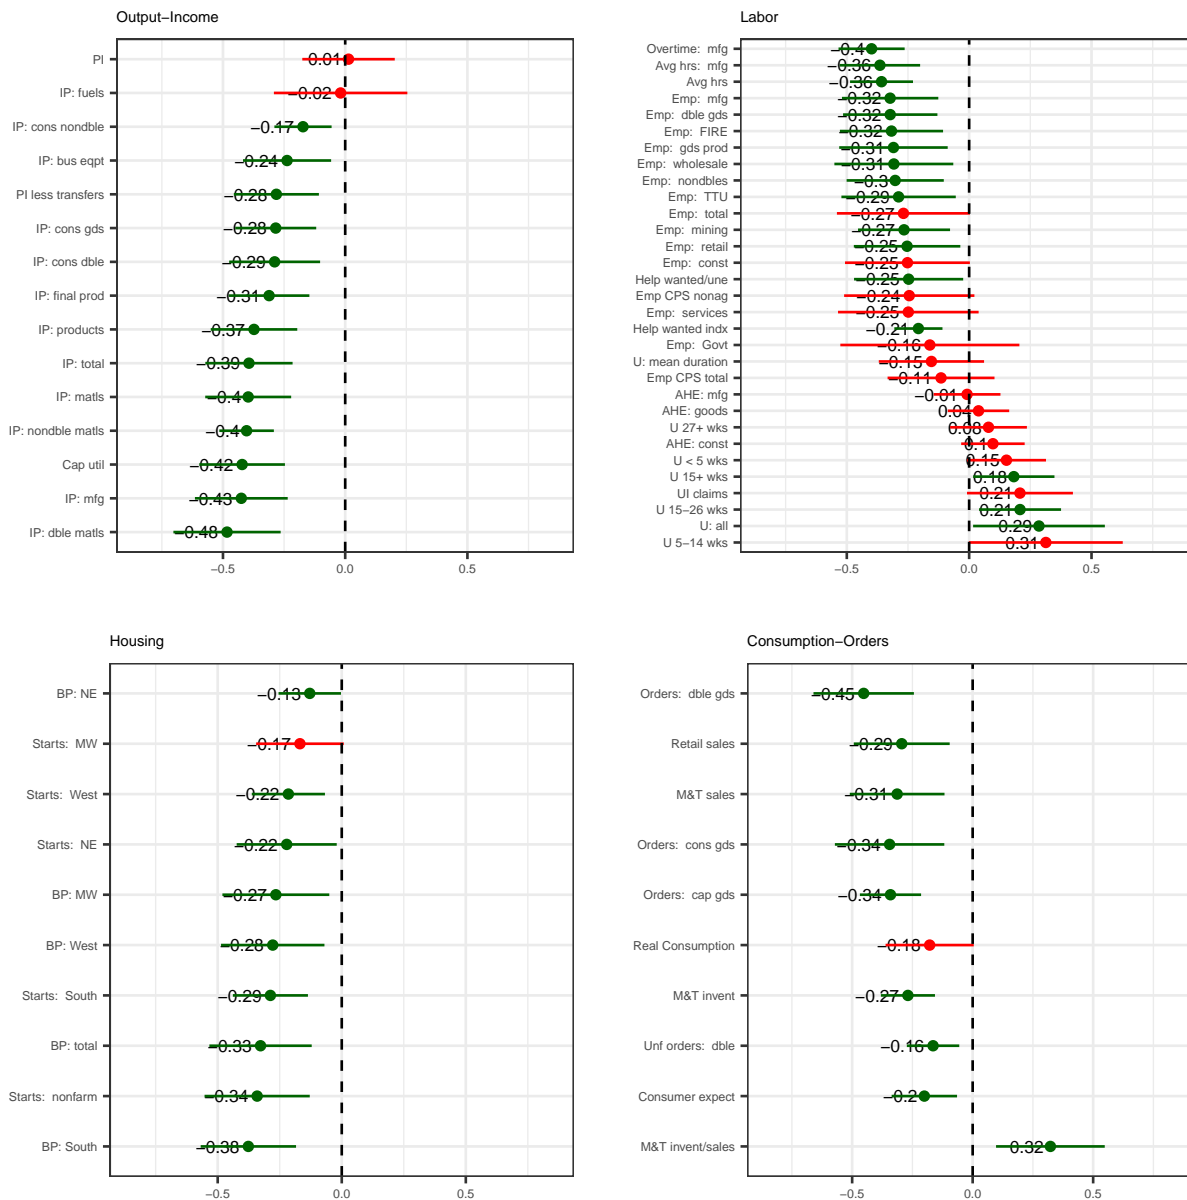 Output−Income
PI
0.01
IP: fuels
−0.02
IP: cons nondble
−0.17
IP: bus eqpt
−0.24
PI less transfers
−0.28
IP: cons gds
−0.28
IP: cons dble
−0.29
IP: final prod
−0.31
IP: products
−0.37
IP: total
−0.39
IP: matls
−0.4
IP: nondble matls
−0.4
Cap util
−0.42
IP: mfg
−0.43
IP: dble matls
−0.48
−0.5 0.0 0.5
Labor
Overtime: mfg
−0.4
Avg hrs: mfg
−0.36
Avg hrs
−0.36
Emp: mfg
−0.32
Emp: dble gds
−0.32
Emp: FIRE
−0.32
Emp: gds prod
−0.31
Emp: wholesale
−0.31
Emp: nondbles
−0.3
Emp: TTU
−0.29
Emp: total
−0.27
Emp: mining
−0.27
Emp: retail
−0.25
Emp: const
−0.25
Help wanted/une
−0.25
Emp CPS nonag
−0.24
Emp: services
−0.25
Help wanted indx
−0.21
Emp: Govt
−0.16
U: mean duration
−0.15
Emp CPS total
−0.11
AHE: mfg
−0.01
AHE: goods
0.04
U 27+ wks
0.08
AHE: const
0.1
U < 5 wks
0.15
U 15+ wks
0.18
UI claims
0.21
U 15−26 wks
0.21
U: all
0.29
U 5−14 wks
0.31
−0.5 0.0 0.5
Housing
BP: NE
−0.13
Starts: MW
−0.17
Starts: West
−0.22
Starts: NE
−0.22
BP: MW
−0.27
BP: West
−0.28
Starts: South
−0.29
BP: total
−0.33
Starts: nonfarm
−0.34
BP: South
−0.38
−0.5 0.0 0.5
Consumption−Orders
Orders: dble gds
−0.45
Retail sales
−0.29
M&T sales
−0.31
Orders: cons gds
−0.34
Orders: cap gds
−0.34
Real Consumption
−0.18
M&T invent
−0.27
Unf orders: dble
−0.16
Consumer expect
−0.2
M&T invent/sales
0.32
−0.5 0.0 0.5